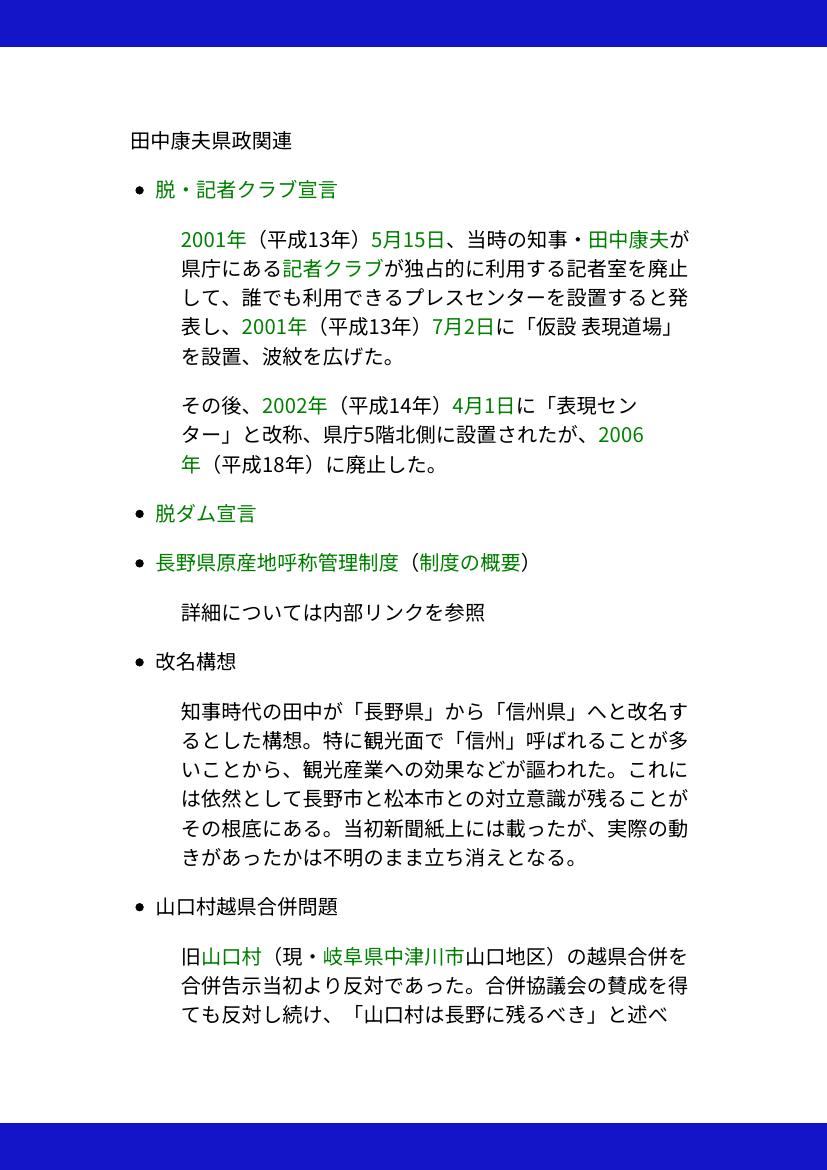 田中康夫県政関連
• 脱・記者クラブ宣言
2001年（平成13年）5月15日、当時の知事・田中康夫が
県庁にある記者クラブが独占的に利用する記者室を廃止
して、誰でも利用できるプレスセンターを設置すると発
表し、2001年（平成13年）7月2日に「仮設 表現道場」
を設置、波紋を広げた。
その後、2002年（平成14年）4月1日に「表現セン
ター」と改称、県庁5階北側に設置されたが、2006
年（平成18年）に廃止した。
• 脱ダム宣言
• 長野県原産地呼称管理制度（制度の概要）
詳細については内部リンクを参照
• 改名構想
知事時代の田中が「長野県」から「信州県」へと改名す
るとした構想。特に観光面で「信州」呼ばれることが多
いことから、観光産業への効果などが謳われた。これに
は依然として長野市と松本市との対立意識が残ることが
その根底にある。当初新聞紙上には載ったが、実際の動
きがあったかは不明のまま立ち消えとなる。
• 山口村越県合併問題
旧山口村（現・岐阜県中津川市山口地区）の越県合併を
合併告示当初より反対であった。合併協議会の賛成を得
ても反対し続け、「山口村は長野に残るべき」と述べ